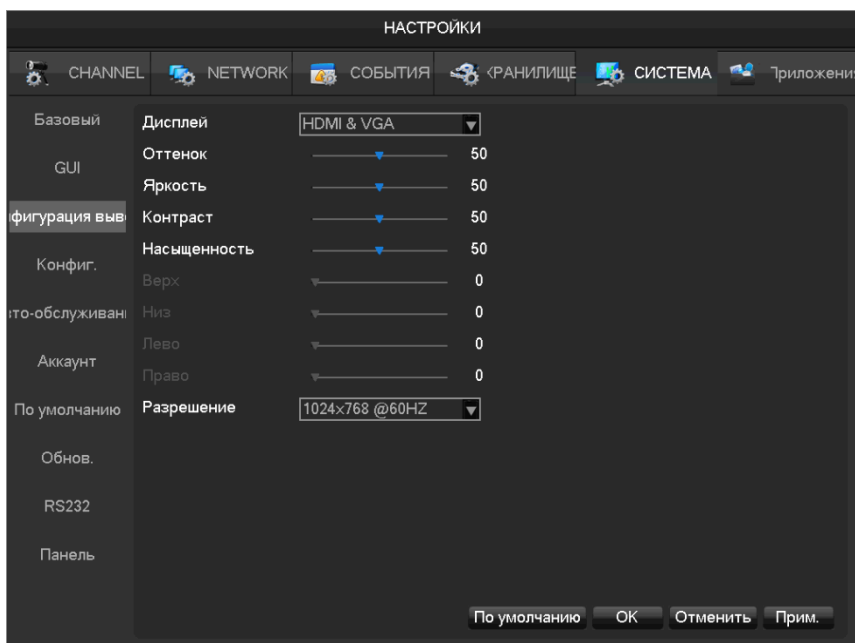 НАСТРОЙКИ
CHANNEL NETWORK СОБЫТИЯ ‹РАНИЛИЩЕ СИСТЕМА Приложения
Базовый
GUI
фигурация выв
Конфиг.
то-обслуживан
Аккаунт
По умолчанию
Обнов.
RS232
Панель
Дисплей HDMI & VGA
Оттенок 50
Яркость 50
Контраст 50
Насыщенность 50
Верх 0
Низ 0
Лево 0
Право 0
Разрешение 1024x768 @60HZ
По умолчанию OK Отменить Прим.